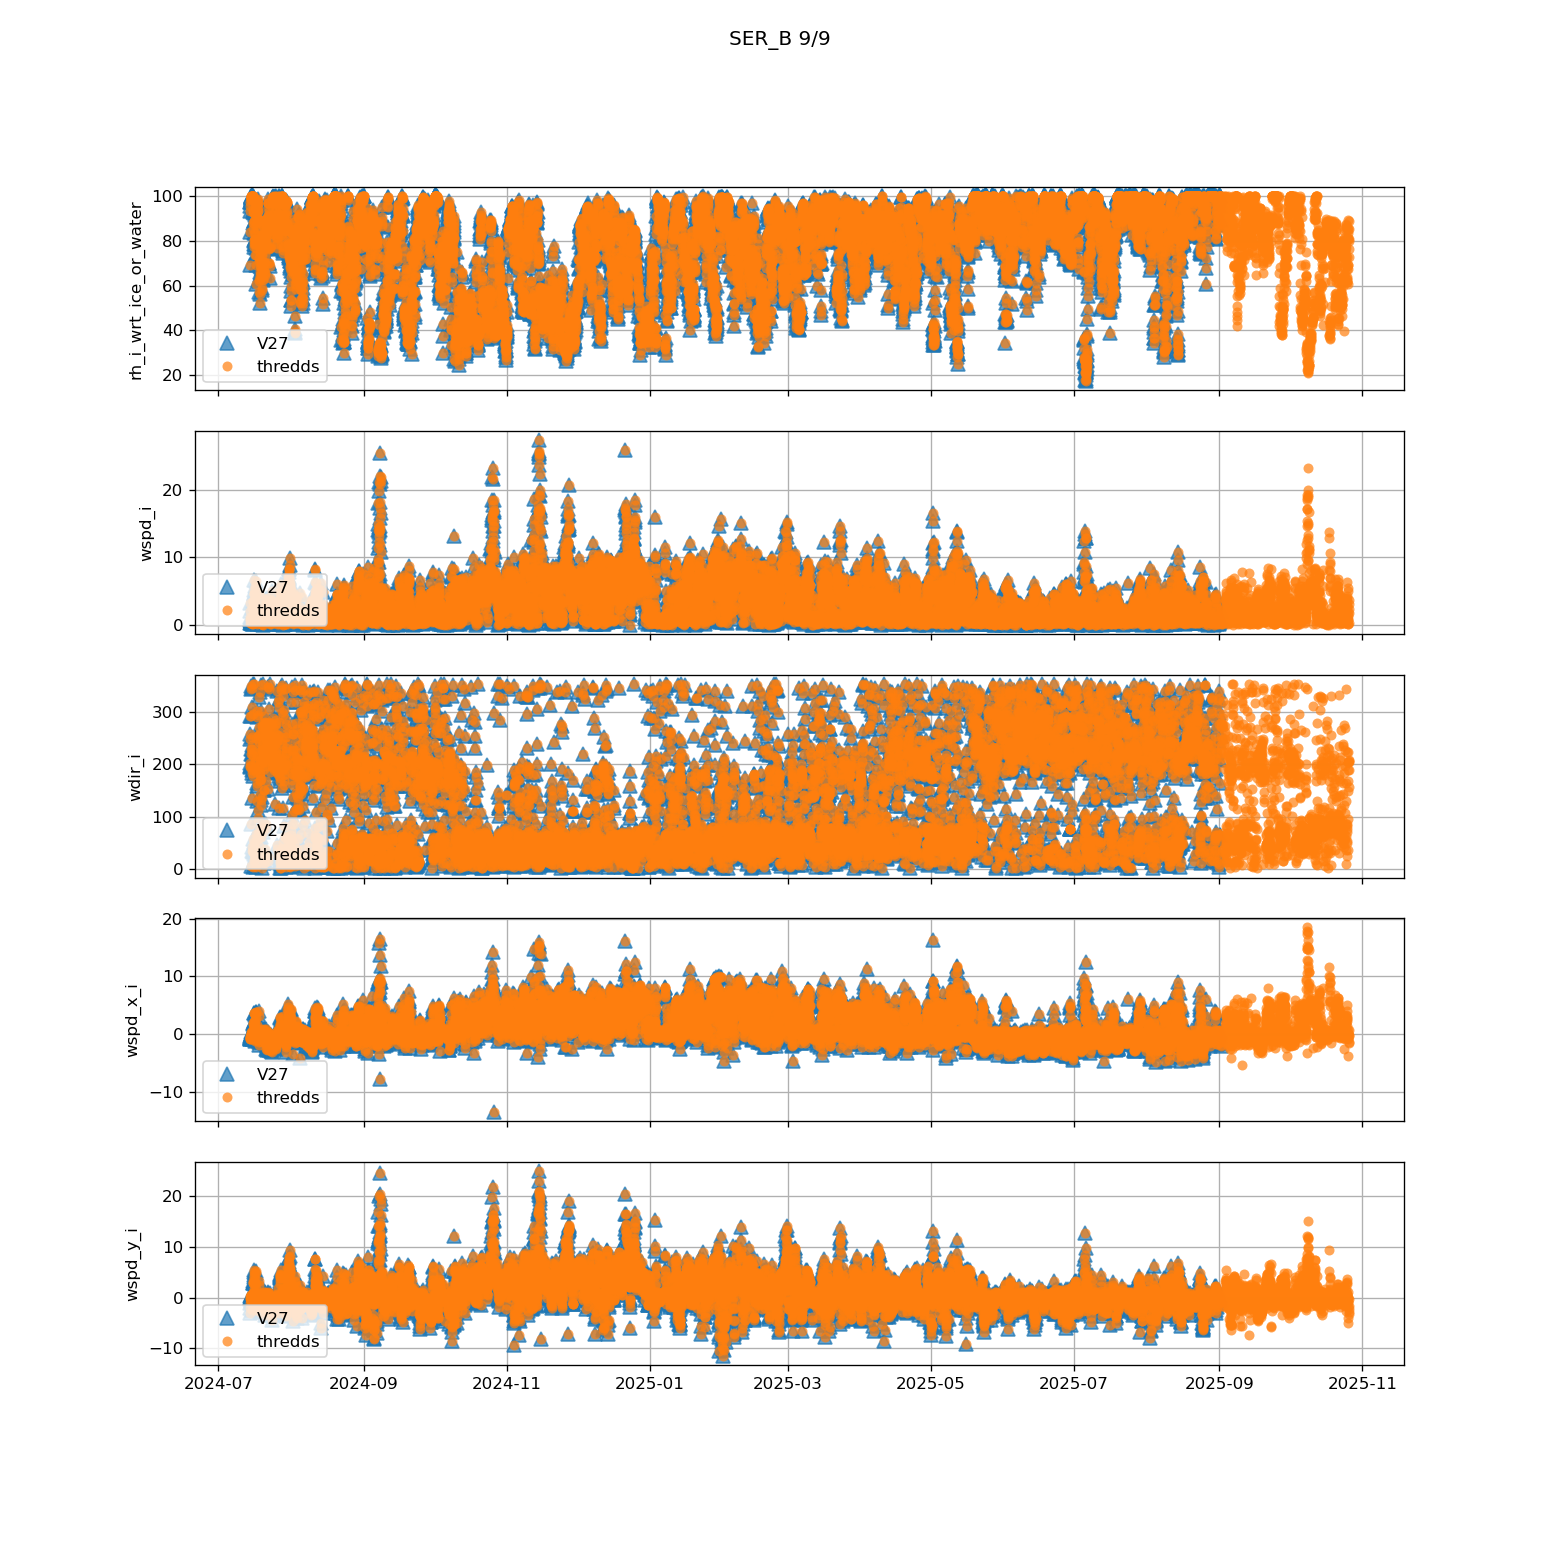 SER_B 9/9
rh_i_wrt_ice_or_water
100
80
60
40
20
V27
thredds
wspd_i
20
10
0
V27
thredds
wdir_i
300
200
100
0
V27
thredds
wspd_x_i
20
10
0
−10
V27
thredds
wspd_y_i
20
10
0
−10
V27
thredds
2024-07 2024-09 2024-11 2025-01 2025-03 2025-05 2025-07 2025-09 2025-11